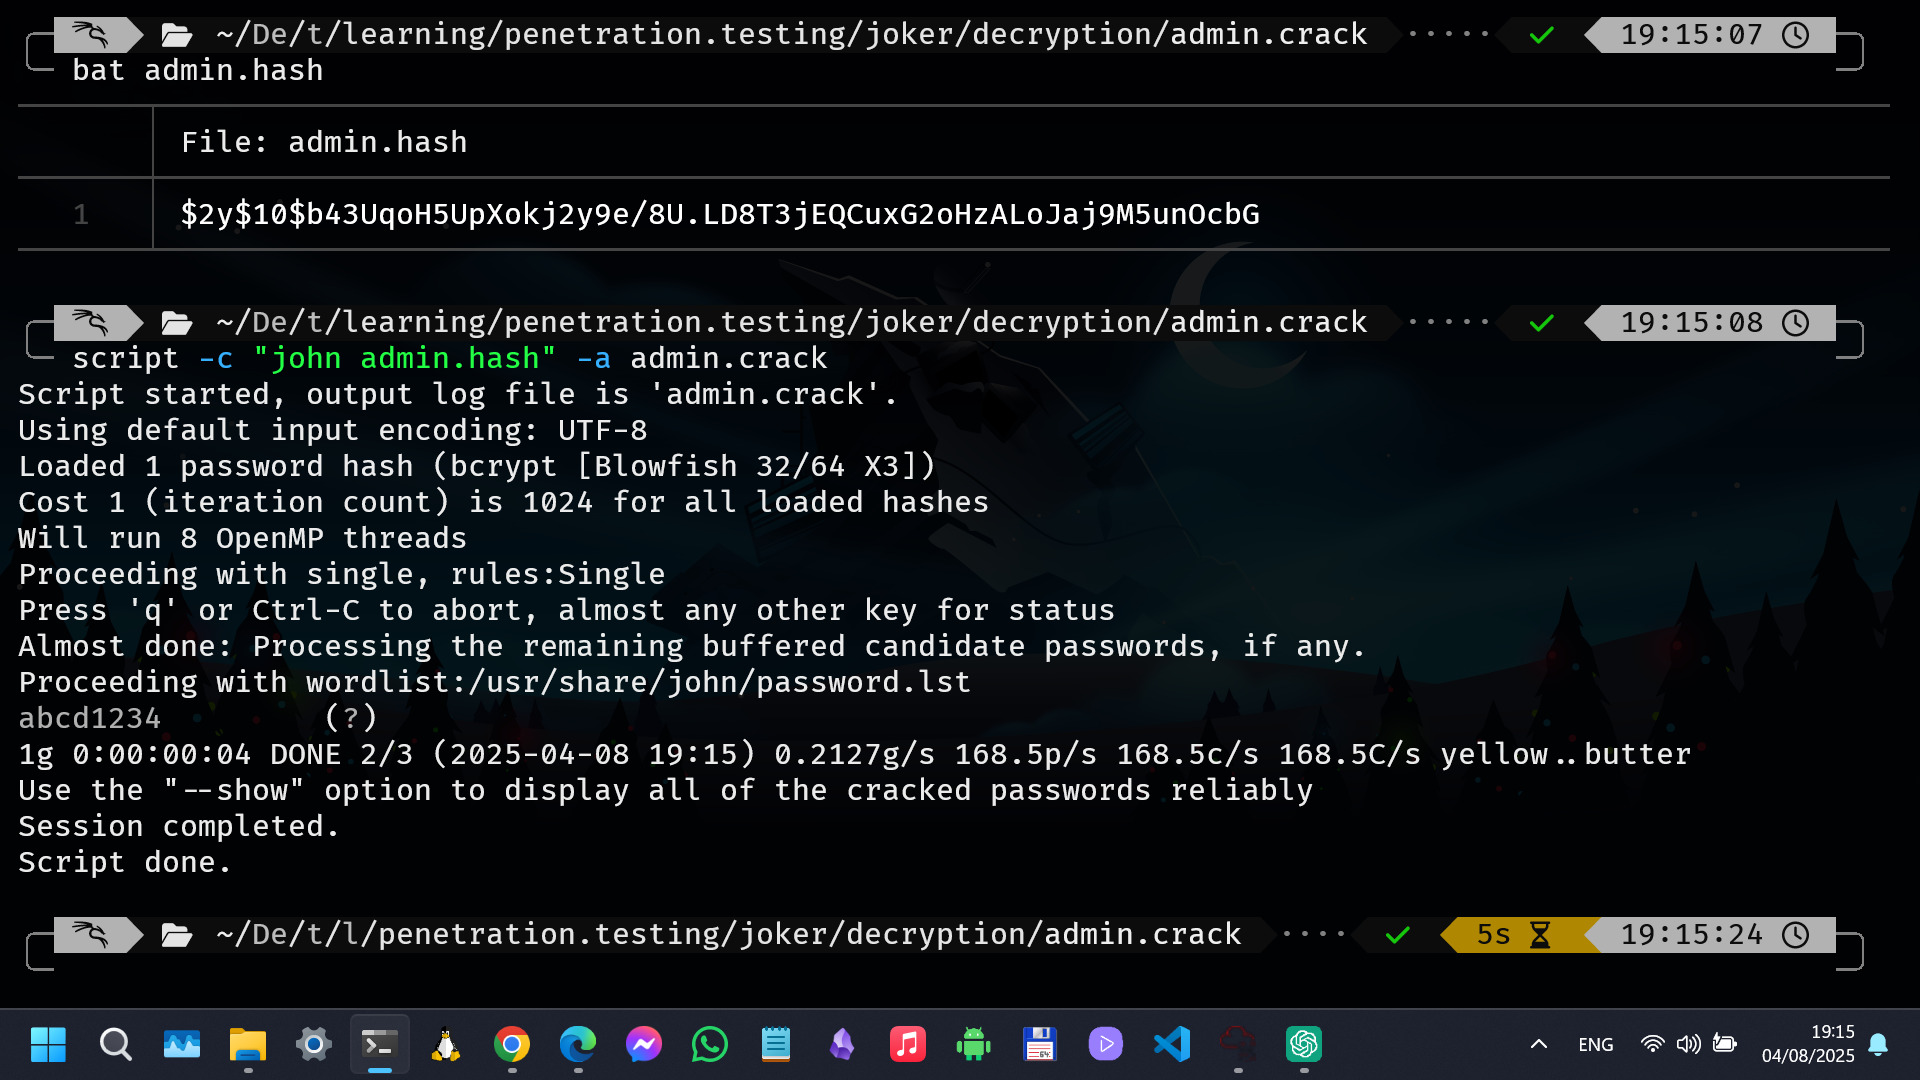 ~/De/t/learning/penetration.testing/joker/decryption/admin.crack ····· ✓ 19:15:07
bat admin.hash
File: admin.hash
1 $2y$10$b43UqoH5UpXokj2y9e/8U.LD8T3jEQCuxG2oHzALoJaj9M5unOcbG
~/De/t/learning/penetration.testing/joker/decryption/admin.crack ····· ✓ 19:15:08
script -c "john admin.hash" -a admin.crack
Script started, output log file is 'admin.crack'.
Using default input encoding: UTF-8
Loaded 1 password hash (bcrypt [Blowfish 32/64 X3])
Cost 1 (iteration count) is 1024 for all loaded hashes
Will run 8 OpenMP threads
Proceeding with single, rules:Single
Press 'q' or Ctrl-C to abort, almost any other key for status
Almost done: Processing the remaining buffered candidate passwords, if any.
Proceeding with wordlist:/usr/share/john/password.lst
abcd1234 (?)
1g 0:00:00:04 DONE 2/3 (2025-04-08 19:15) 0.2127g/s 168.5p/s 168.5c/s 168.5C/s yellow..butter
Use the "--show" option to display all of the cracked passwords reliably
Session completed.
Script done.
~/De/t/l/penetration.testing/joker/decryption/admin.crack ···· ✓ 5s 19:15:24
ENG 19:15
04/08/2025